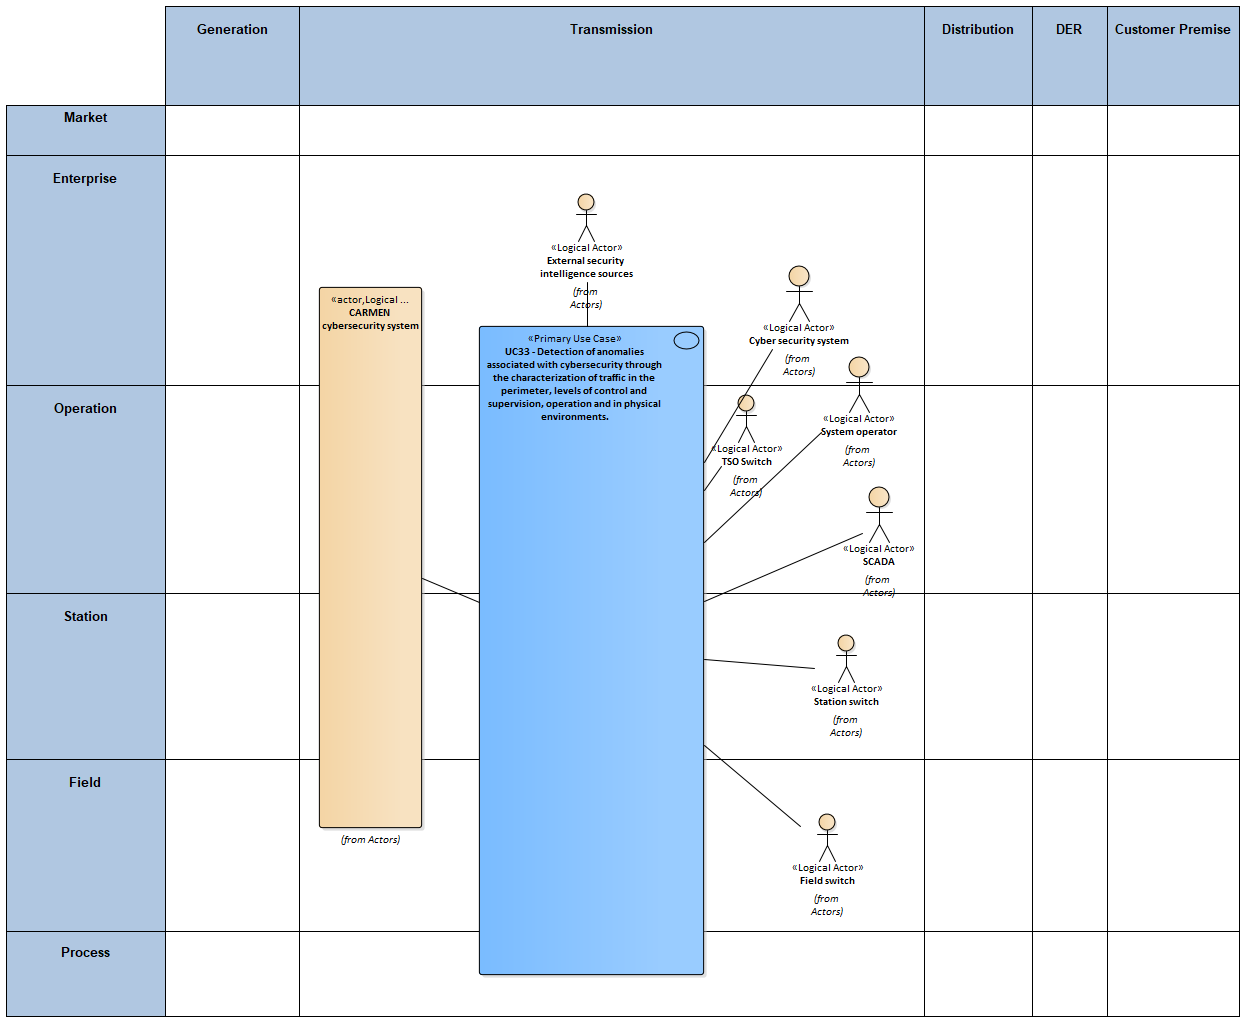 Generation
Transmission
Distribution
DER
Customer Premise
Market
Enterprise
«Logical Actor»
External security
intelligence sources
(from
Actors)
«actor,Logical ...
CARMEN
cybersecurity system
(from Actors)
«Primary Use Case»
UC33 - Detection of anomalies
associated with cybersecurity through
the characterization of traffic in the
perimeter, levels of control and
supervision, operation and in physical
environments.
«Logical Actor»
Cyber security system
(from
Actors)
Operation
«Logical Actor»
System operator
(from
Actors)
«Logical Actor»
TSO Switch
(from
Actors)
«Logical Actor»
SCADA
(from
Actors)
Station
«Logical Actor»
Station switch
(from
Actors)
Field
«Logical Actor»
Field switch
(from
Actors)
Process